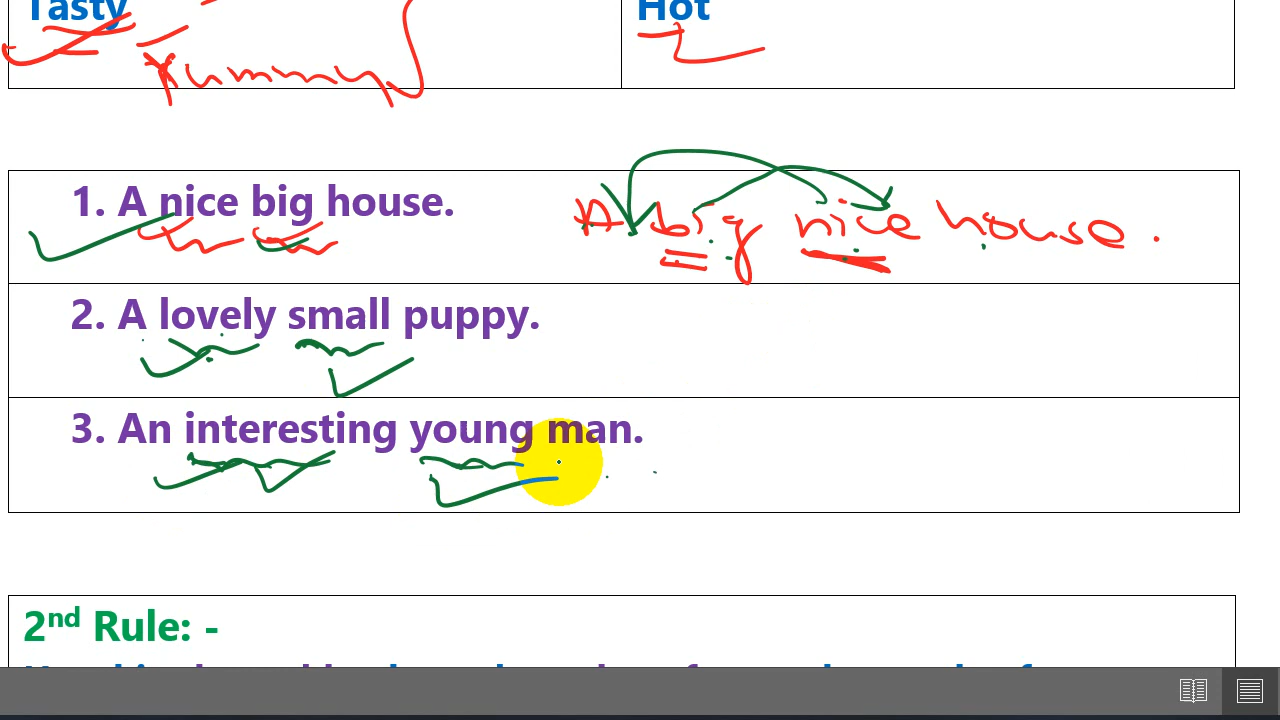 Tasty
Hot
Yummy
1. A nice big house.
A big nice house.
2. A lovely small puppy.
3. An interesting young man.
2nd Rule: -